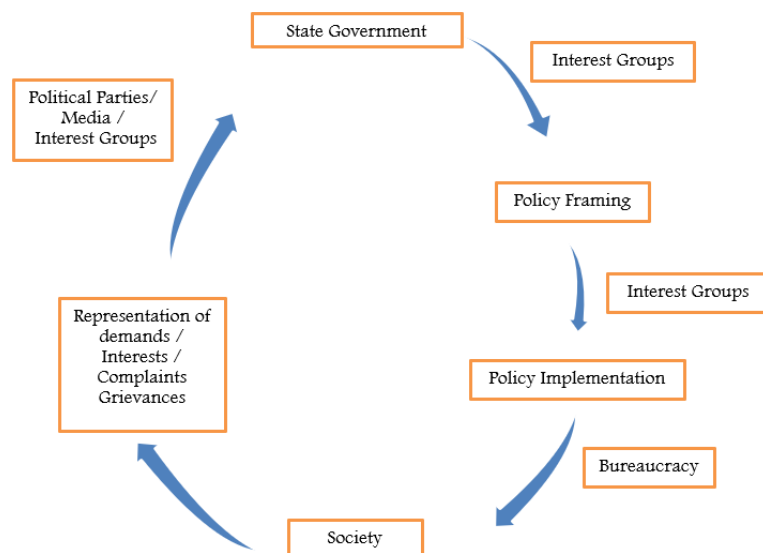 State Government
Interest Groups
Political Parties/
Media /
Interest Groups
Policy Framing
Interest Groups
Representation of
demands /
Interests /
Complaints
Grievances
Policy Implementation
Bureaucracy
Society